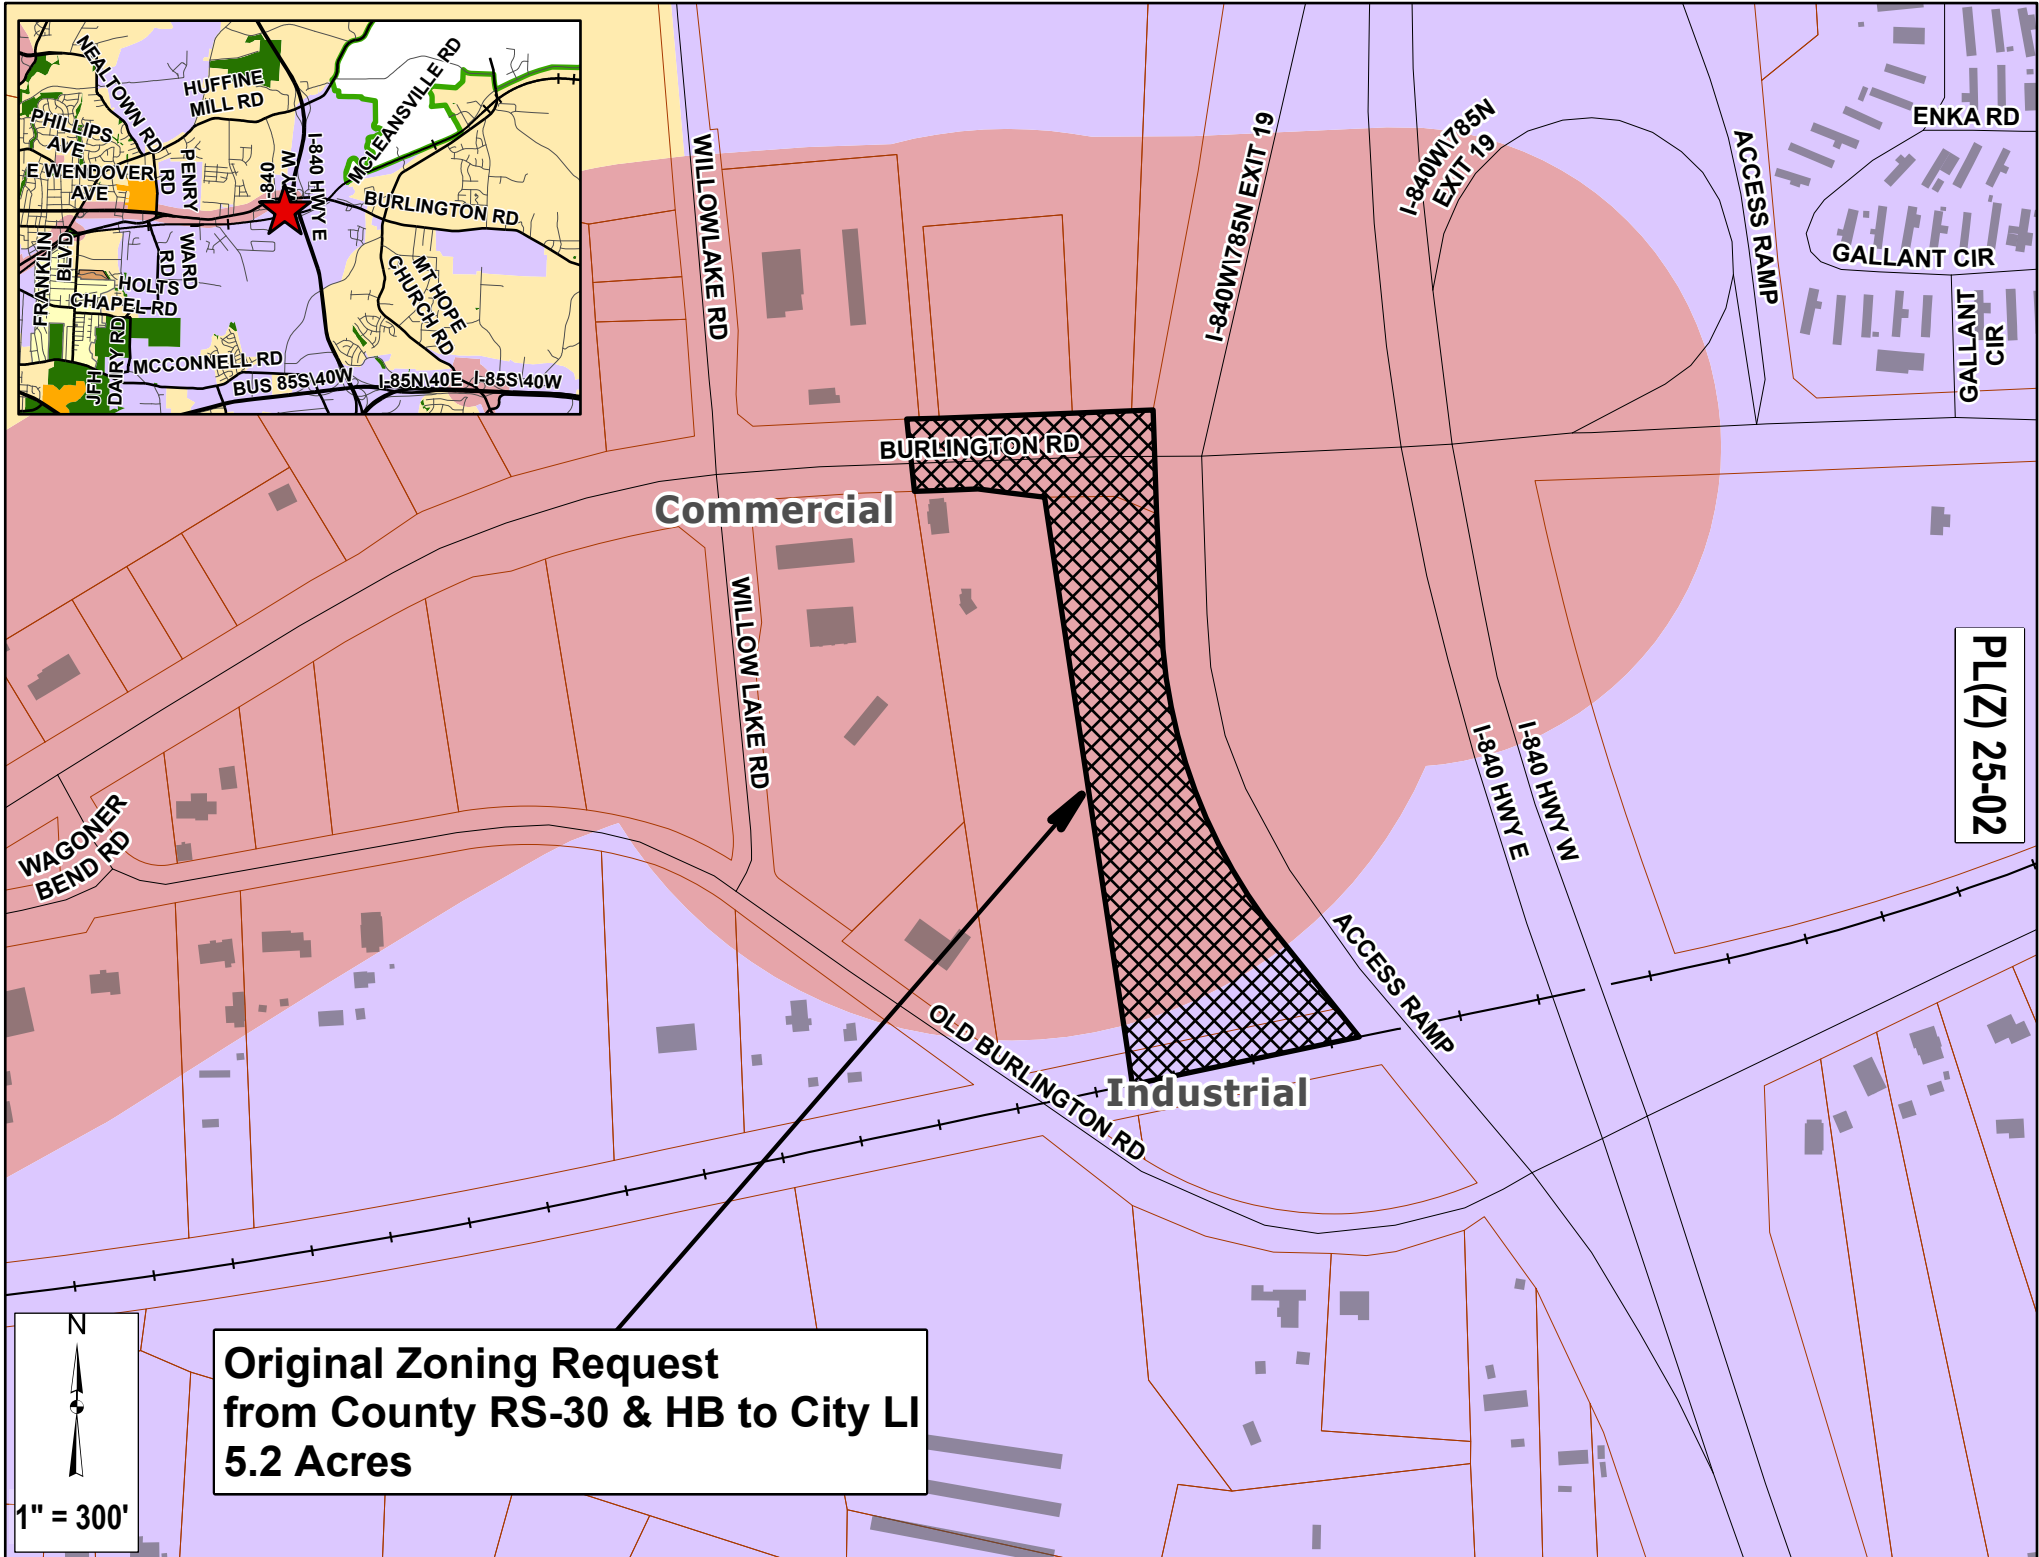 NEALTOWN RD
HUFFINE
MILL RD
MCLEANSVILLE RD
PHILLIPS
AVE
E WENDOVER
AVE
PENRY
RD
I-840
HWY W
I-840 HWY E
BURLINGTON RD
FRANKLIN
BLVD
WARD
RD
HOLTS
CHAPEL RD
MT HOPE
CHURCH RD
JFH
DAIRY RD
MCCONNELL RD
BUS 85S\40W
I-85N\40E
I-85S\40W
WILLOWLAKE RD
I-840W\785N EXIT 19
I-840W\785N
EXIT 19
ACCESS RAMP
ENKA RD
GALLANT CIR
GALLANT
CIR
BURLINGTON RD
Commercial
WILLOW LAKE RD
PL(Z) 25-02
I-840 HWY E
I-840 HWY W
WAGONER
BEND RD
ACCESS RAMP
OLD BURLINGTON RD
Industrial
N
1" = 300'
Original Zoning Request
from County RS-30 & HB to City LI
5.2 Acres